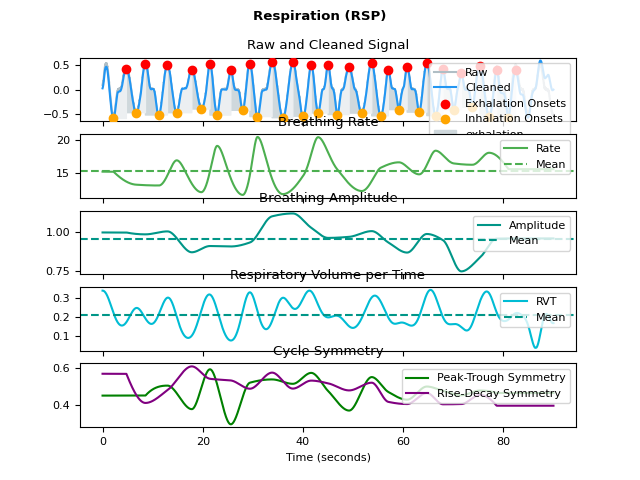 Respiration (RSP)
Raw and Cleaned Signal
0.5
0.0
−0.5
Raw
Cleaned
Exhalation Onsets
Inhalation Onsets
exhalation
Breathing Rate
20
15
Rate
Mean
Breathing Amplitude
1.00
0.75
Amplitude
Mean
Respiratory Volume per Time
0.3
0.2
0.1
RVT
Mean
Cycle Symmetry
0.6
0.4
Peak-Trough Symmetry
Rise-Decay Symmetry
0 20 40 60 80
Time (seconds)